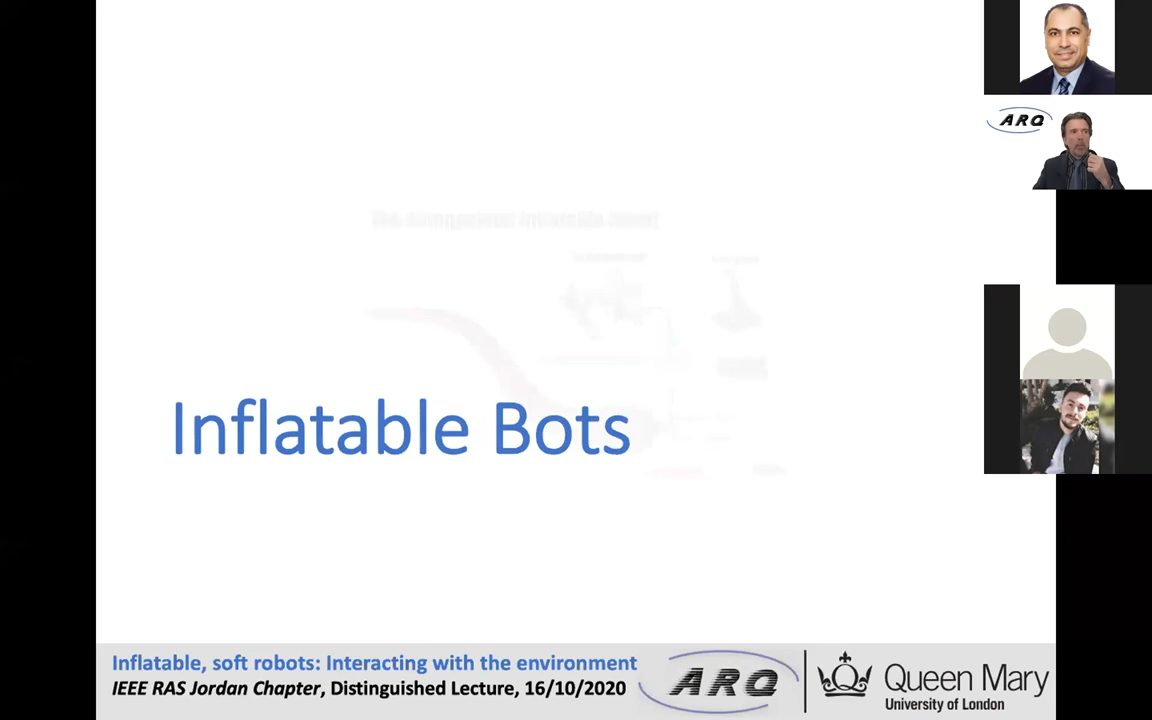 ARQ
Inflatable Bots
Inflatable, soft robots: Interacting with the environment
IEEE RAS Jordan Chapter, Distinguished Lecture, 16/10/2020
ARQ
Queen Mary
University of London